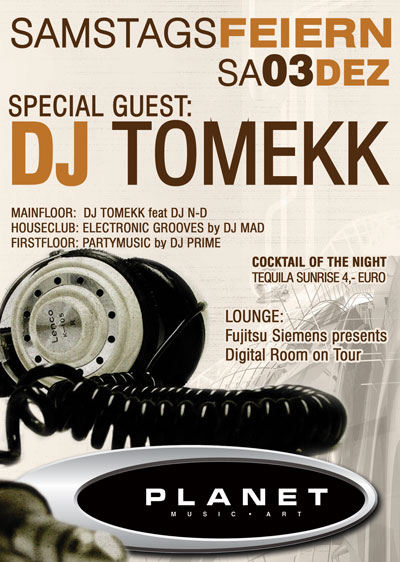 SAMSTAGSFEIERN
SA03DEZ
SPECIAL GUEST:
DJ TOMEKK
MAINFLOOR: DJ TOMEKK feat DJ N-D
HOUSECLUB: ELECTRONIC GROOVES by DJ MAD
FIRSTFLOOR: PARTYMUSIC by DJ PRIME
COCKTAIL OF THE NIGHT
TEQUILA SUNRISE 4,- EURO
LOUNGE:
Fujitsu Siemens presents
Digital Room on Tour
Lenco
K-105
PLANET
MUSIC • ART